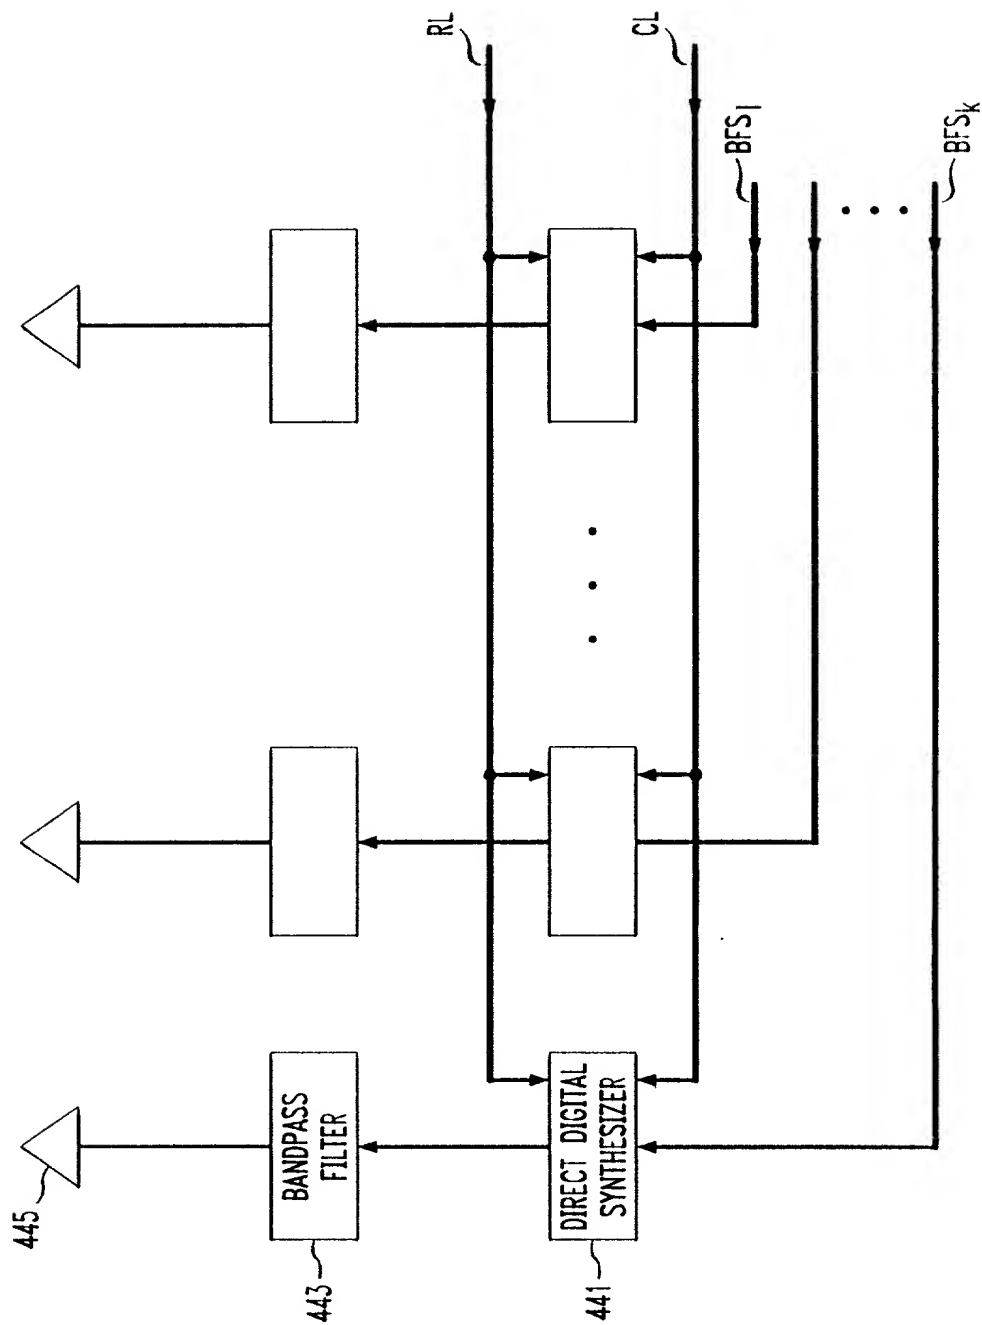 RL
CL
BFS1
BFSk
445
BANDPASS
FILTER
443
DIRECT DIGITAL
SYNTHESIZER
441